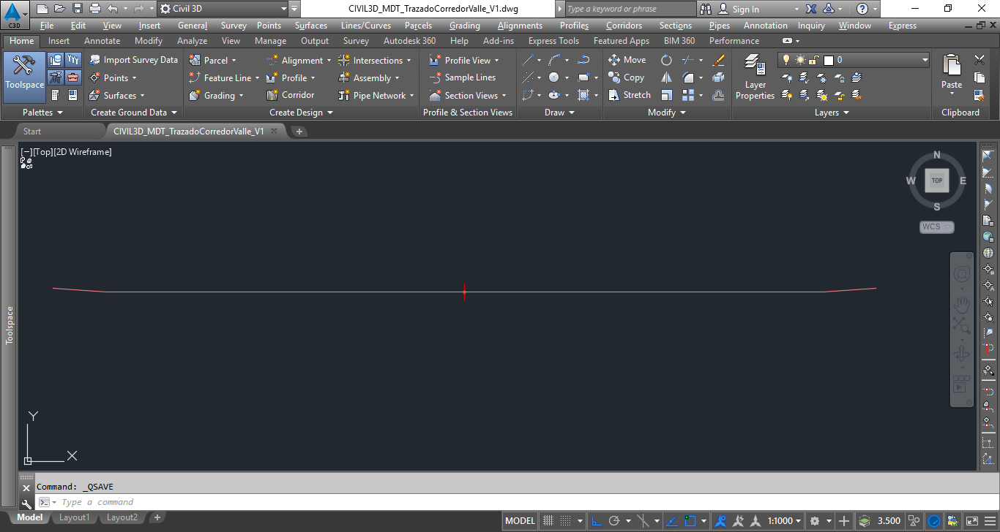 Civil 3D
CIVIL3D_MDT_TrazadoCorredorValle_V1.dwg
Type a keyword or phrase
Sign In
C3D
File Edit View Insert General Survey Points Surfaces Lines/Curves Parcels Grading Alignments Profiles Corridors Sections Pipes Annotation Inquiry Window Express
Home Insert Annotate Modify Analyze View Manage Output Survey Autodesk 360 Help Add-ins Express Tools Featured Apps BIM 360 Performance
Toolspace
Import Survey Data
Points
Surfaces
Parcel
Feature Line
Grading
Alignment
Profile
Corridor
Intersections
Assembly
Pipe Network
Profile View
Sample Lines
Section Views
Move
Copy
Stretch
Layer
Properties
0
Paste
Palettes
Create Ground Data
Create Design
Profile & Section Views
Draw
Modify
Layers
Clipboard
Start
CIVIL3D_MDT_TrazadoCorredorValle_V1
[−][Top][2D Wireframe]
N
W TOP E
S
WCS
Toolspace
Y
X
Command: _QSAVE
Type a command
Model Layout1 Layout2
MODEL 1:1000 3.500